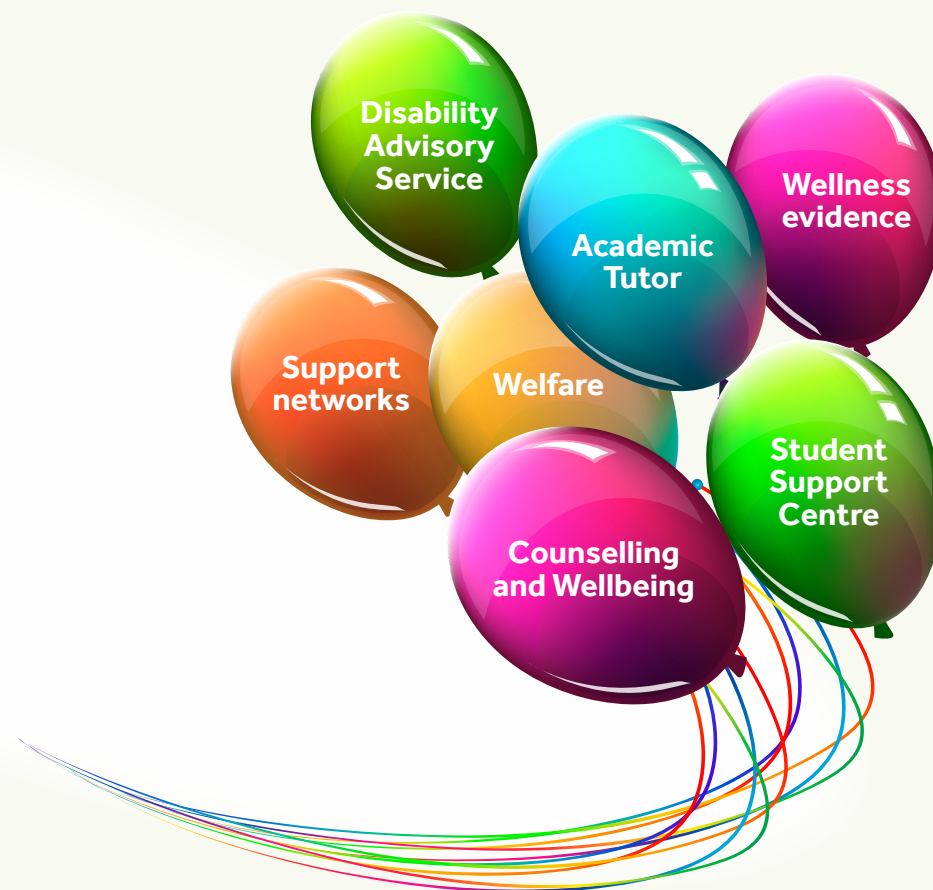 Disability
Advisory
Service
Academic
Tutor
Wellness
evidence
Support
networks
Welfare
Student
Support
Centre
Counselling
and Wellbeing